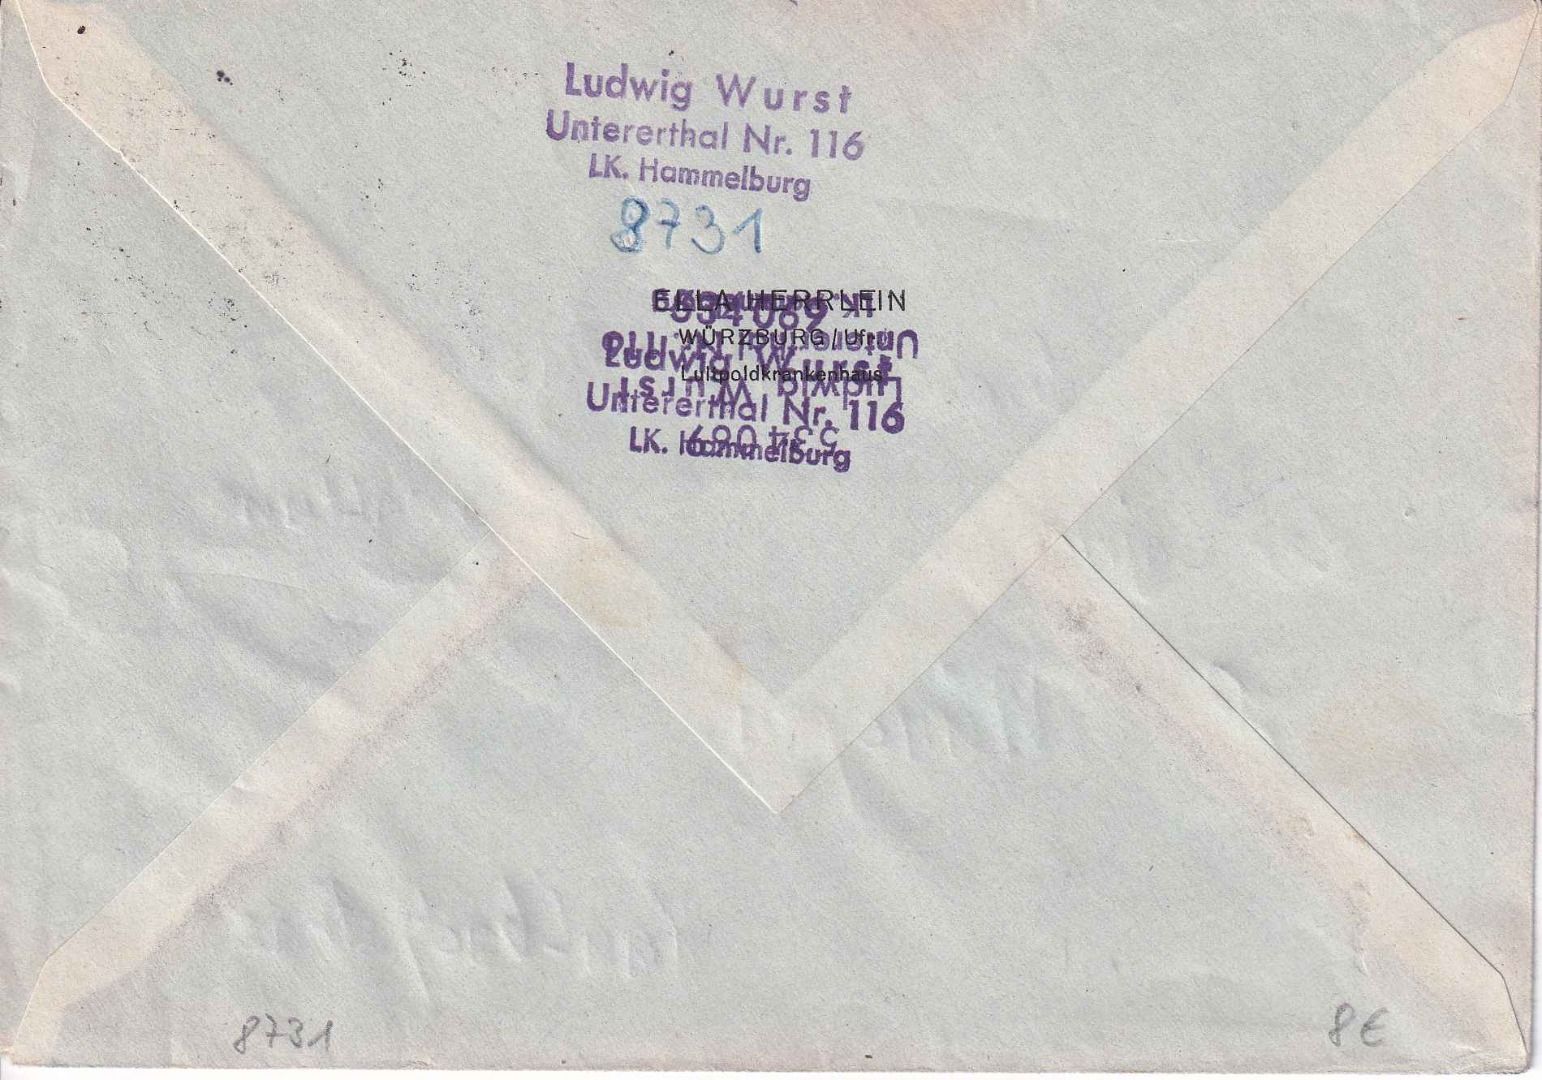 Ludwig Wurst
Untererthal Nr. 116
LK. Hammelburg
8731
ELLA HERRLEIN
WÜRZBURG / Ufr.
Luitpoldkrankenhaus
Ludwig Wurst
Untererthal Nr. 116
LK. Hammelburg
8731
8€